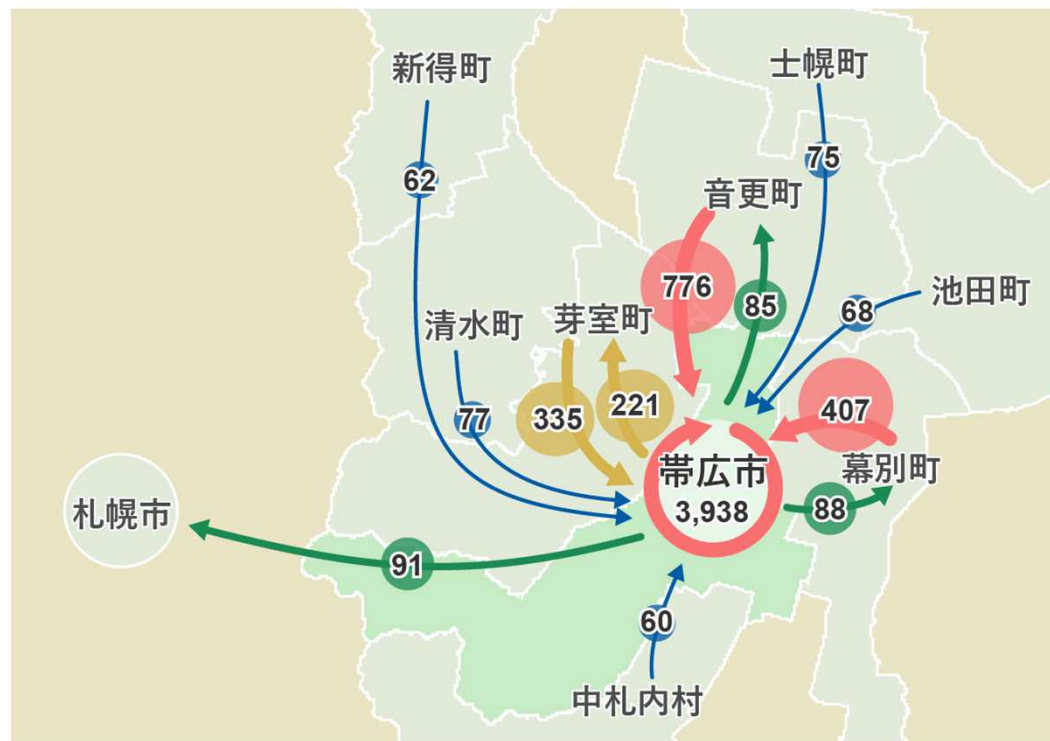 新得町
士幌町
62
75
音更町
776
85
池田町
68
清水町
芽室町
77
335
221
407
幕別町
帯広市
3,938
88
札幌市
91
60
中札内村